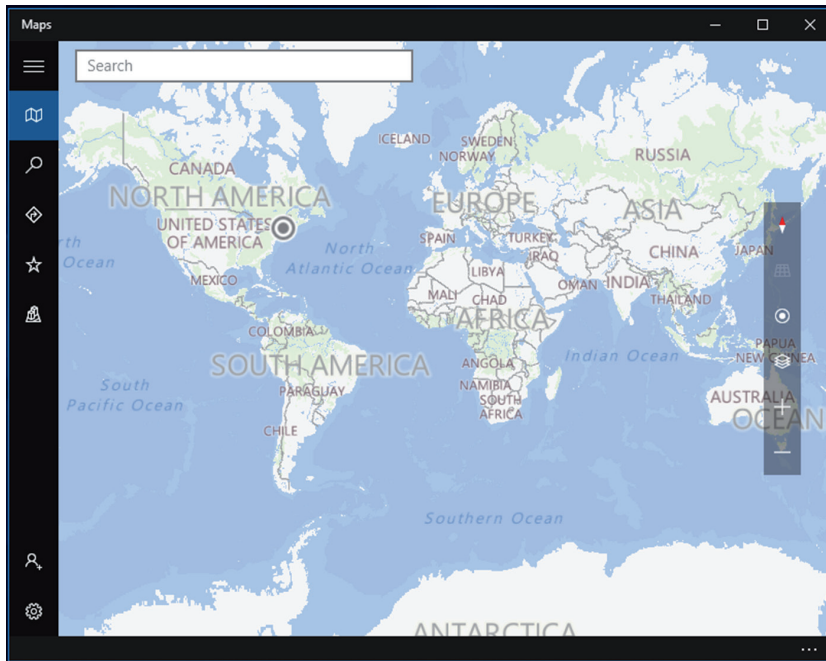 Maps
Search
ICELAND
SWEDEN
NORWAY
RUSSIA
CANADA
NORTH AMERICA
EUROPE
ASIA
UNITED STATES
OF AMERICA
North
Atlantic Ocean
SPAIN
TURKEY
IRAQ
CHINA
JAPAN
rth
Ocean
MEXICO
LIBYA
OMAN
INDIA
MALI
CHAD
THAILAND
AFRICA
COLOMBIA
PAPUA
NEW GUINEA
Indian Ocean
SOUTH AMERICA
ANGOLA
South
Pacific Ocean
PARAGUAY
NAMIBIA
SOUTH
AFRICA
AUSTRALIA
OCEAN
CHILE
Southern Ocean
ANTARCTICA